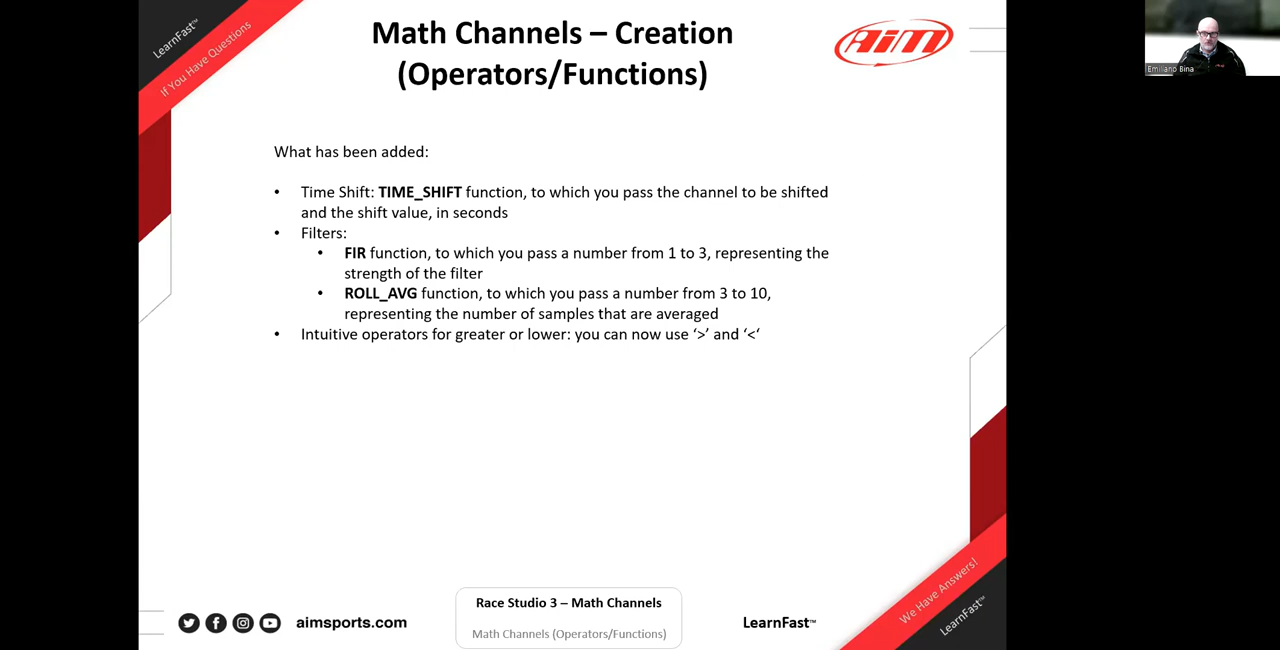 LearnFast™
If You Have Questions
Math Channels – Creation
(Operators/Functions)
AiM
Emiliano Bina
What has been added:
• Time Shift: TIME_SHIFT function, to which you pass the channel to be shifted
and the shift value, in seconds
• Filters:
• FIR function, to which you pass a number from 1 to 3, representing the
strength of the filter
• ROLL_AVG function, to which you pass a number from 3 to 10,
representing the number of samples that are averaged
• Intuitive operators for greater or lower: you can now use ‘>’ and ‘<‘
We Have Answers!
LearnFast™
aimsports.com
Race Studio 3 – Math Channels
Math Channels (Operators/Functions)
LearnFast™